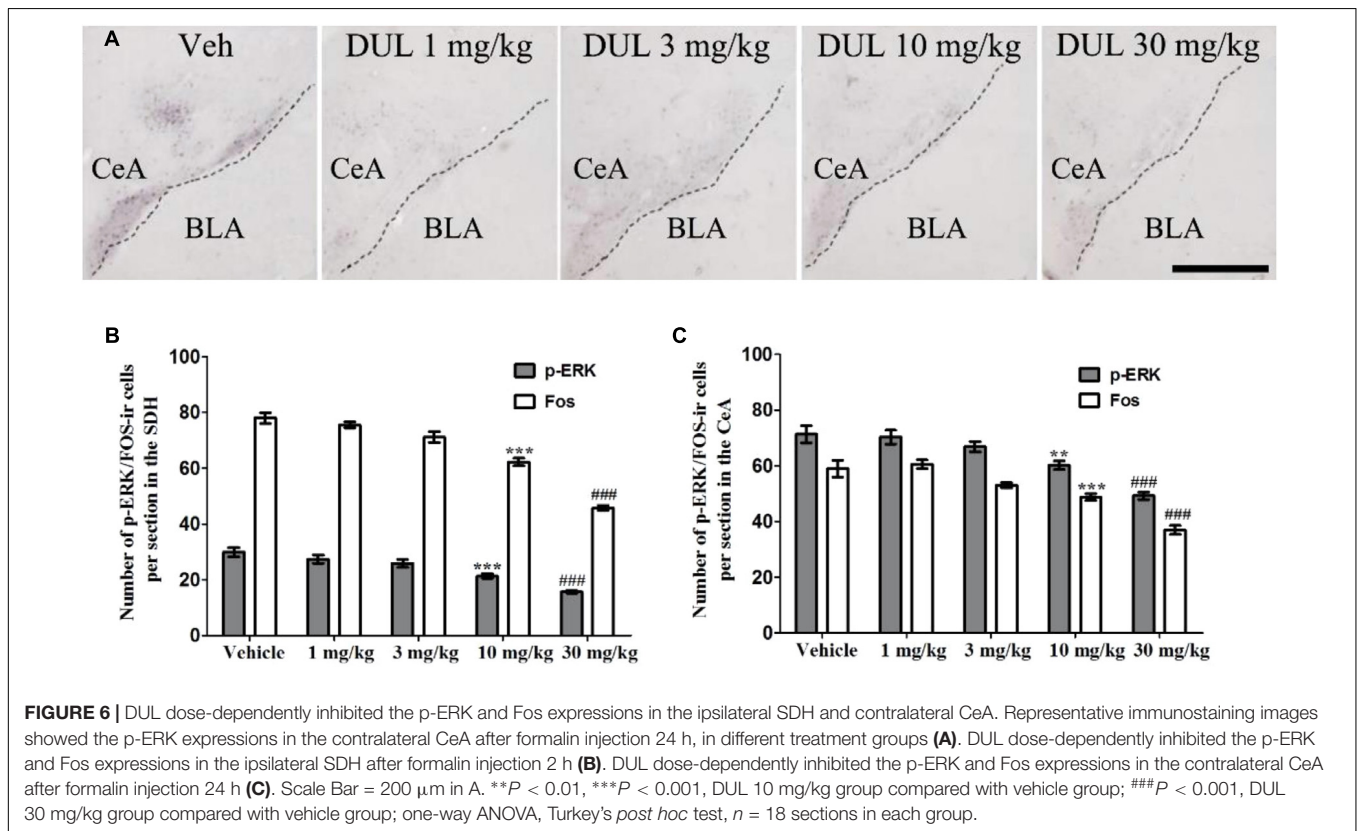 A
Veh
DUL 1 mg/kg
DUL 3 mg/kg
DUL 10 mg/kg
DUL 30 mg/kg
CeA
BLA
CeA
BLA
CeA
BLA
CeA
BLA
CeA
BLA
B
Number of p-ERK/FOS-ir cells
per section in the SDH
100
80
60
40
20
0
p-ERK
Fos
***
***
###
###
Vehicle
1 mg/kg
3 mg/kg
10 mg/kg
30 mg/kg
C
Number of p-ERK/FOS-ir cells
per section in the CeA
100
80
60
40
20
0
p-ERK
Fos
**
***
###
###
Vehicle
1 mg/kg
3 mg/kg
10 mg/kg
30 mg/kg
FIGURE 6 | DUL dose-dependently inhibited the p-ERK and Fos expressions in the ipsilateral SDH and contralateral CeA. Representative immunostaining images
showed the p-ERK expressions in the contralateral CeA after formalin injection 24 h, in different treatment groups (A). DUL dose-dependently inhibited the p-ERK
and Fos expressions in the ipsilateral SDH after formalin injection 2 h (B). DUL dose-dependently inhibited the p-ERK and Fos expressions in the contralateral CeA
after formalin injection 24 h (C). Scale Bar = 200 μm in A. **P < 0.01, ***P < 0.001, DUL 10 mg/kg group compared with vehicle group; ###P < 0.001, DUL
30 mg/kg group compared with vehicle group; one-way ANOVA, Turkey's post hoc test, n = 18 sections in each group.